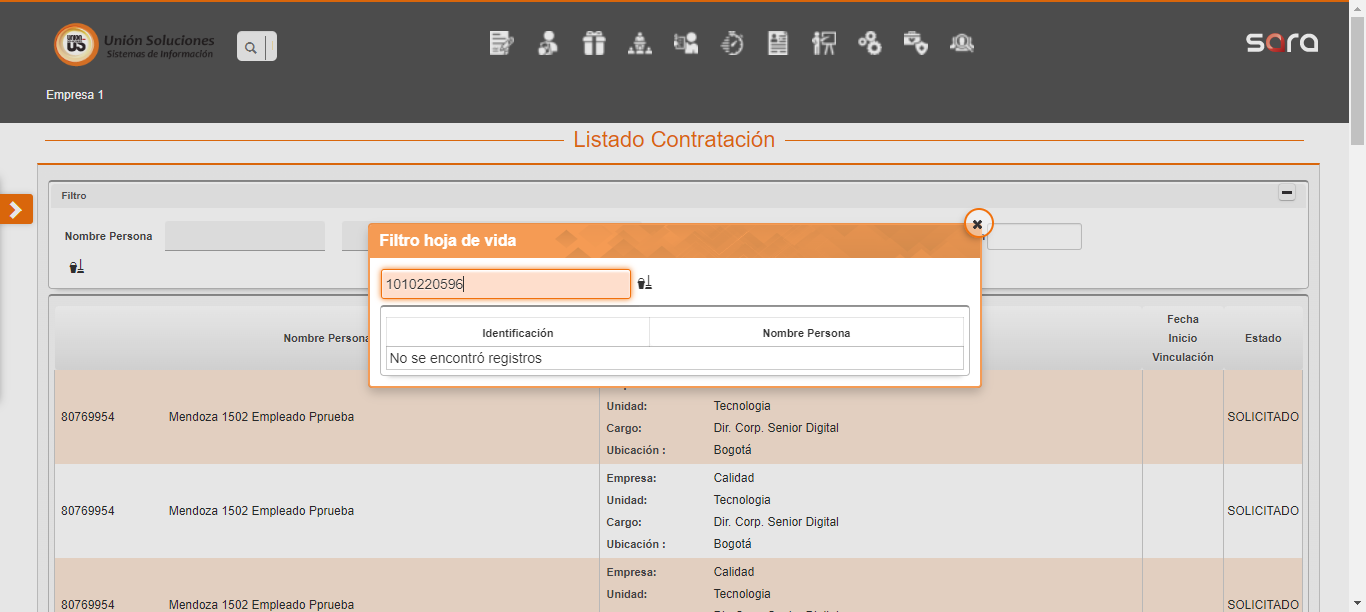 UNION
US
Unión Soluciones
Sistemas de Información
sara
Empresa 1
Listado Contratación
Filtro
Nombre Persona
Filtro hoja de vida
1010220596
Identificación Nombre Persona
No se encontró registros
Nombre Persona
Fecha
Inicio
Vinculación
Estado
80769954 Mendoza 1502 Empleado Pprueba
Unidad: Tecnologia
Cargo: Dir. Corp. Senior Digital
Ubicación : Bogotá
SOLICITADO
80769954 Mendoza 1502 Empleado Pprueba
Empresa: Calidad
Unidad: Tecnologia
Cargo: Dir. Corp. Senior Digital
Ubicación : Bogotá
SOLICITADO
80769954 Mendoza 1502 Empleado Pprueba
Empresa: Calidad
Unidad: Tecnologia
SOLICITADO